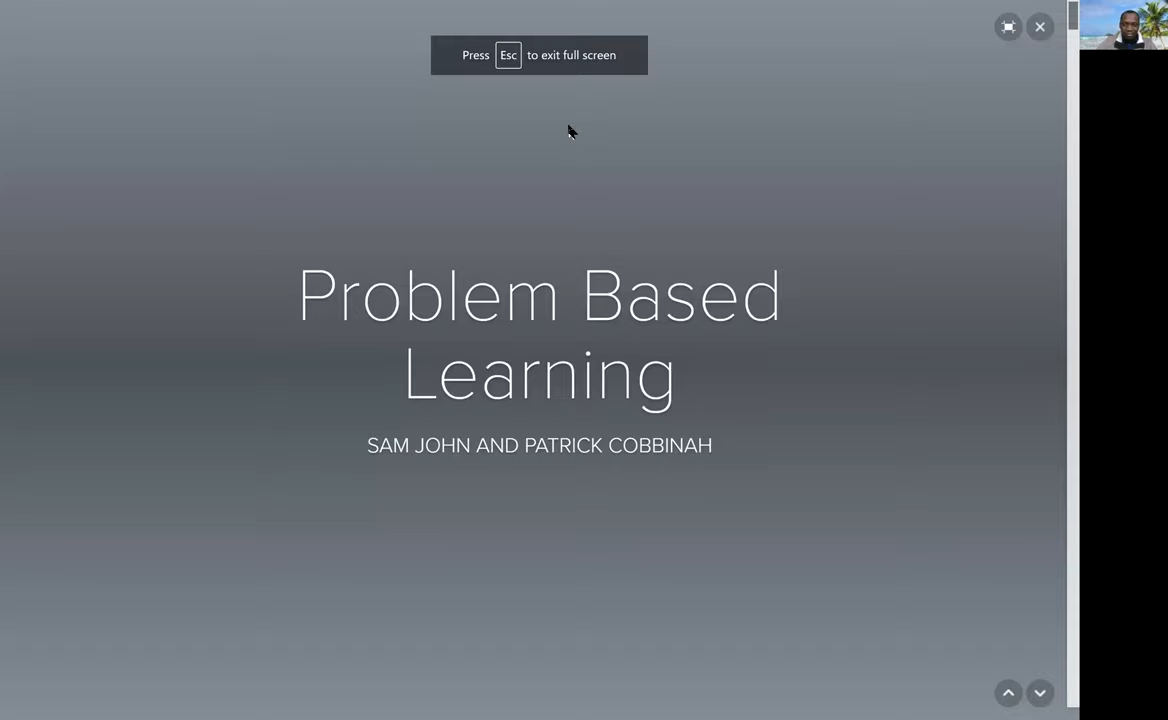 Press Esc to exit full screen
Problem Based
Learning
SAM JOHN AND PATRICK COBBINAH